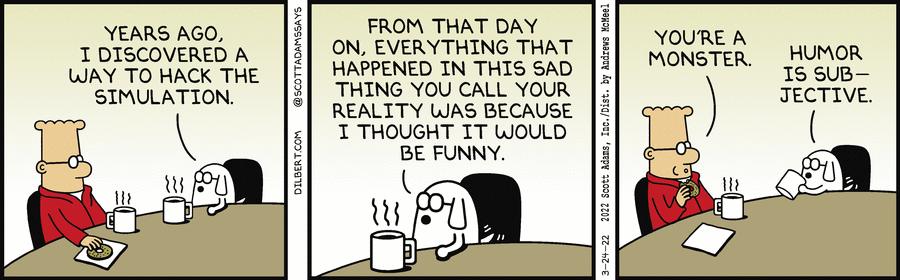 YEARS AGO,
I DISCOVERED A
WAY TO HACK THE
SIMULATION.
DILBERT.COM @SCOTTADAMSSAYS
FROM THAT DAY
ON, EVERYTHING THAT
HAPPENED IN THIS SAD
THING YOU CALL YOUR
REALITY WAS BECAUSE
I THOUGHT IT WOULD
BE FUNNY.
3-24-22 2022 Scott Adams, Inc./Dist. by Andrews McMeel
YOU'RE A
MONSTER.
HUMOR
IS SUB-
JECTIVE.